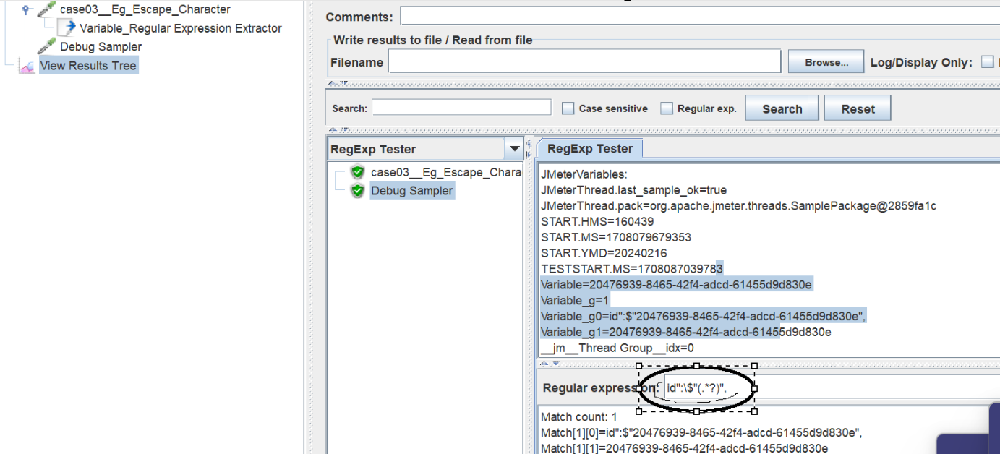 case03__Eg_Escape_Character
Variable_Regular Expression Extractor
Debug Sampler
View Results Tree
Comments:
Write results to file / Read from file
Filename
Browse...
Log/Display Only:
Search:
Case sensitive
Regular exp.
Search
Reset
RegExp Tester
case03__Eg_Escape_Chara
Debug Sampler
RegExp Tester
JMeterVariables:
JMeterThread.last_sample_ok=true
JMeterThread.pack=org.apache.jmeter.threads.SamplePackage@2859fa1c
START.HMS=160439
START.MS=1708079679353
START.YMD=20240216
TESTSTART.MS=1708087039783
Variable=20476939-8465-42f4-adcd-61455d9d830e
Variable_g=1
Variable_g0=id":$"20476939-8465-42f4-adcd-61455d9d830e",
Variable_g1=20476939-8465-42f4-adcd-61455d9d830e
__jm__Thread Group__idx=0
Regular expression: id":\$"(.*?)",
Match count: 1
Match[1][0]=id":$"20476939-8465-42f4-adcd-61455d9d830e",
Match[1][1]=20476939-8465-42f4-adcd-61455d9d830e